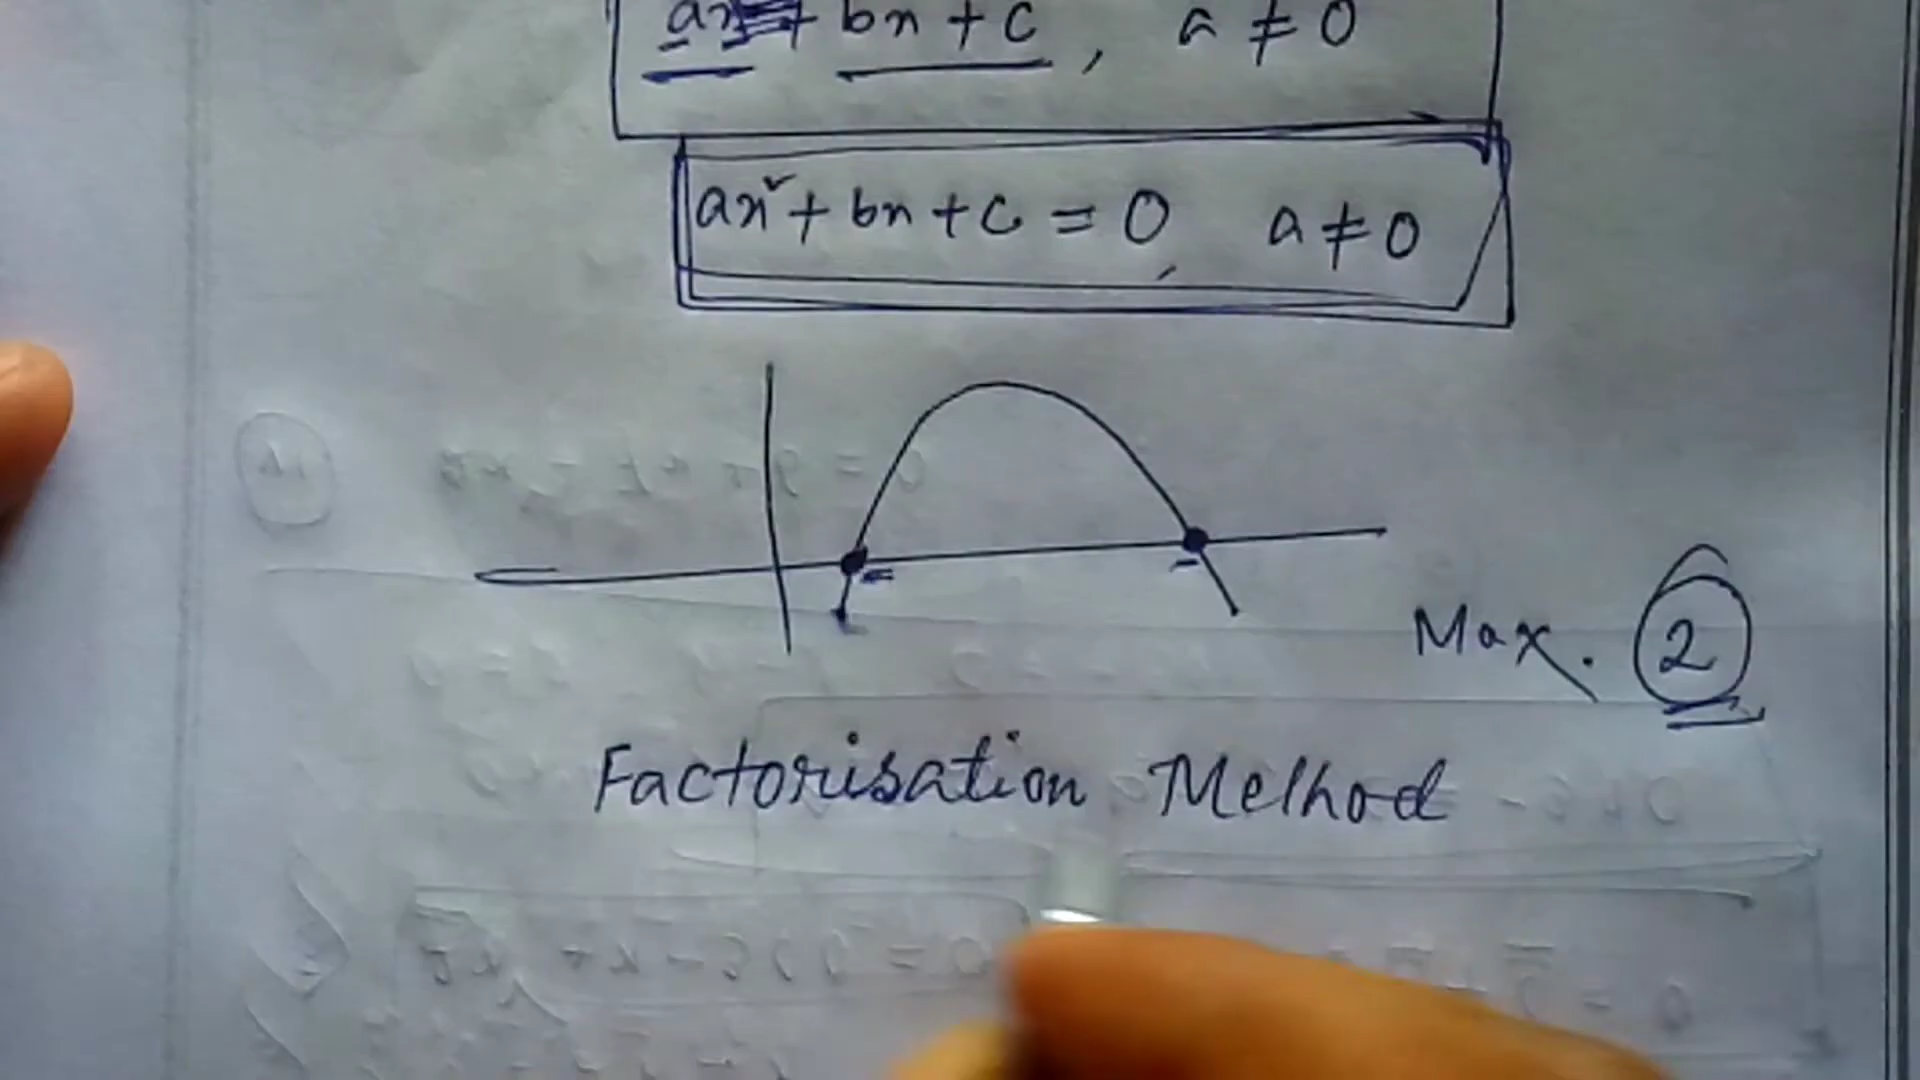 ax² + bx + c, a ≠ 0
ax² + bx + c = 0, a ≠ 0
Max. 2
Factorisation Method